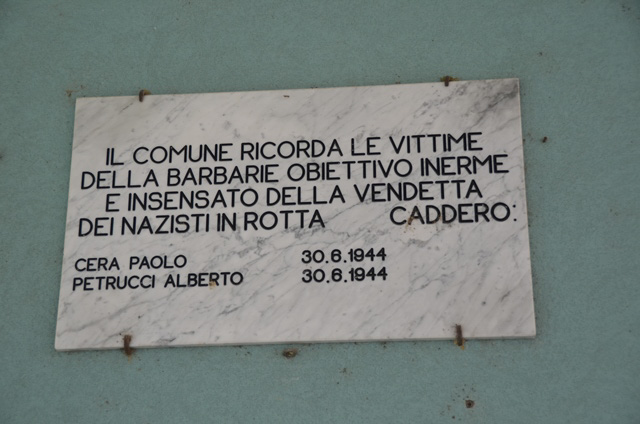 IL COMUNE RICORDA LE VITTIME
DELLA BARBARIE OBIETTIVO INERME
E INSENSATO DELLA VENDETTA
DEI NAZISTI IN ROTTA CADDERO:
CERA PAOLO 30.6.1944
PETRUCCI ALBERTO 30.6.1944